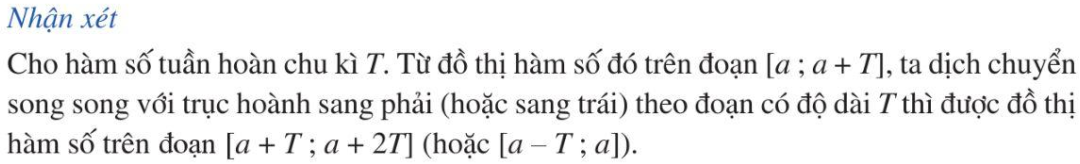 Nhận xét
Cho hàm số tuần hoàn chu kì T. Từ đồ thị hàm số đó trên đoạn [a ; a + T], ta dịch chuyển
song song với trục hoành sang phải (hoặc sang trái) theo đoạn có độ dài T thì được đồ thị
hàm số trên đoạn [a + T ; a + 2T] (hoặc [a – T ; a]).